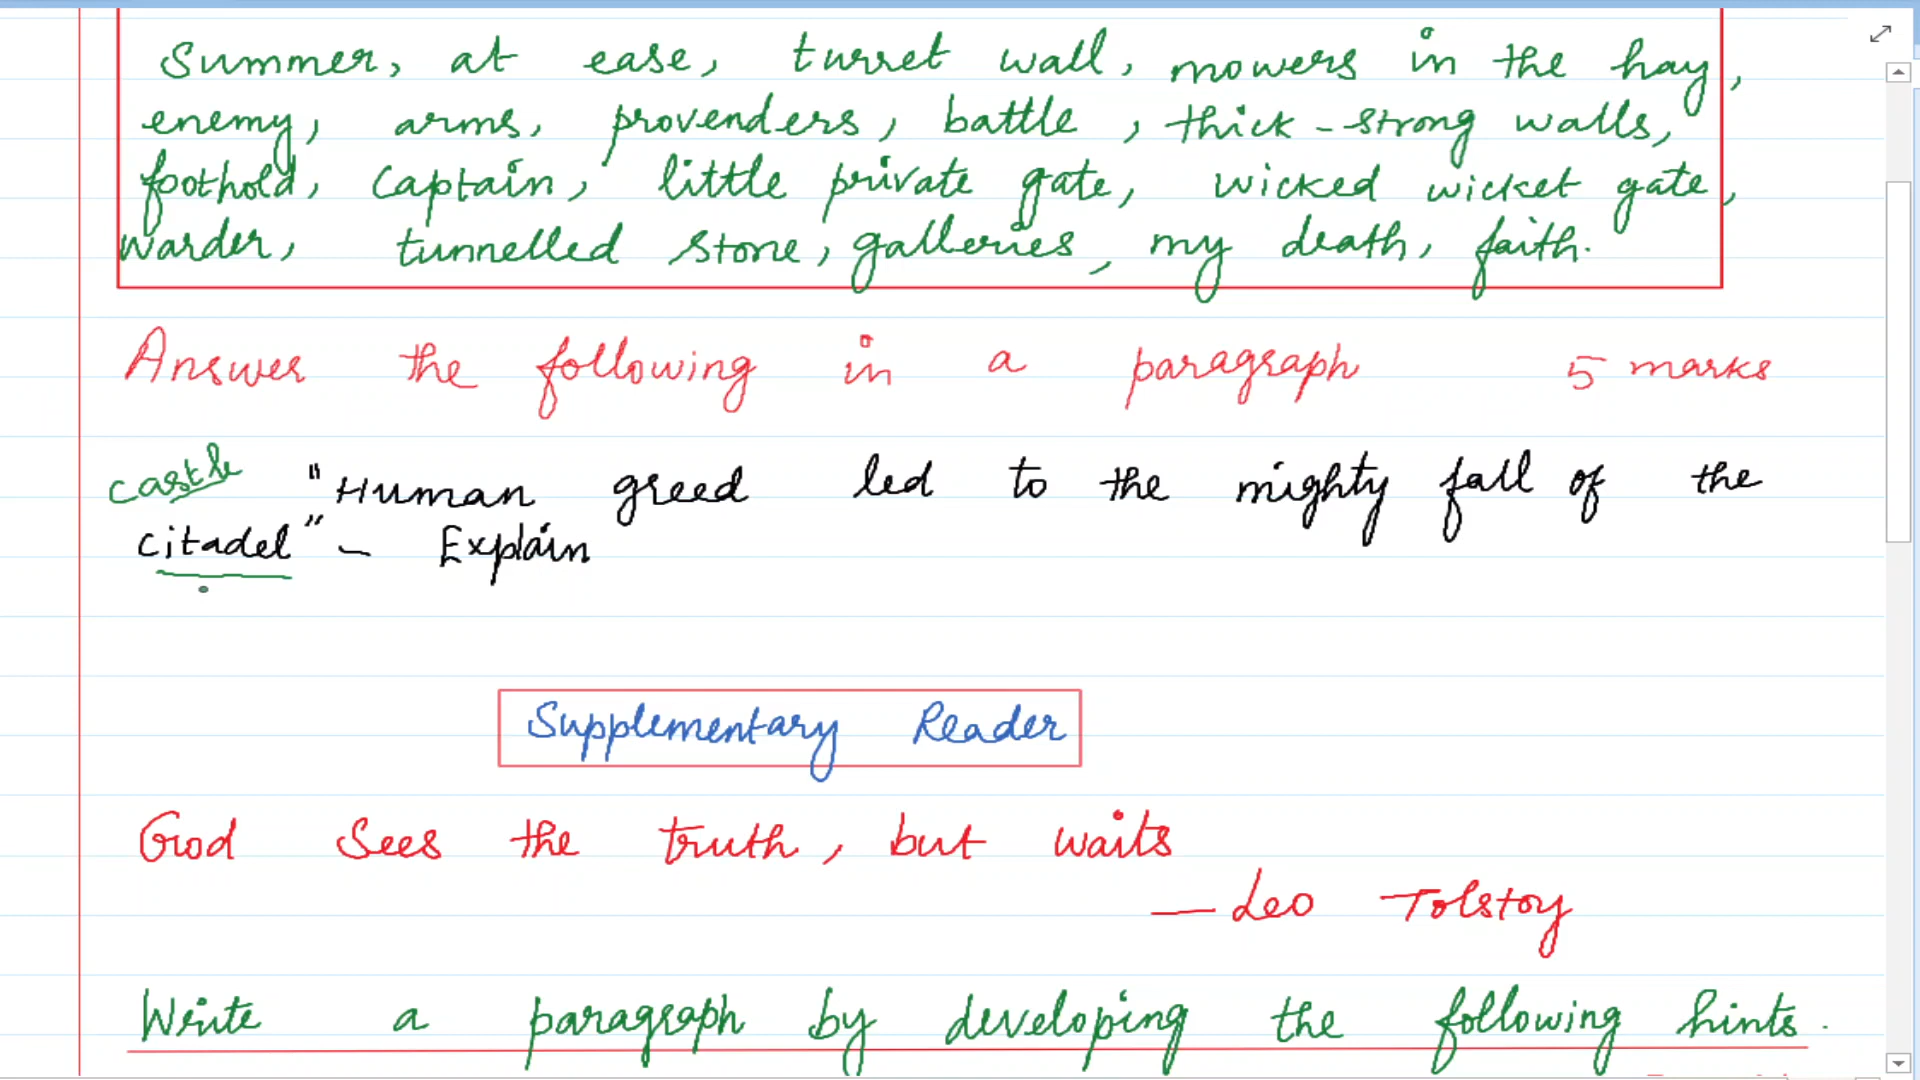 Summer, at ease, turret wall, mowers in the hay,
enemy, arms, provenders, battle, thick-strong walls,
foothold, Captain, little private gate, wicked wicket gate,
warder, tunnelled stone, galleries, my death, faith.
Answer the following in a paragraph 5 marks
castle
"Human greed led to the mighty fall of the
citadel" - Explain
Supplementary Reader
God Sees the truth, but waits
— Leo Tolstoy
Write a paragraph by developing the following hints.